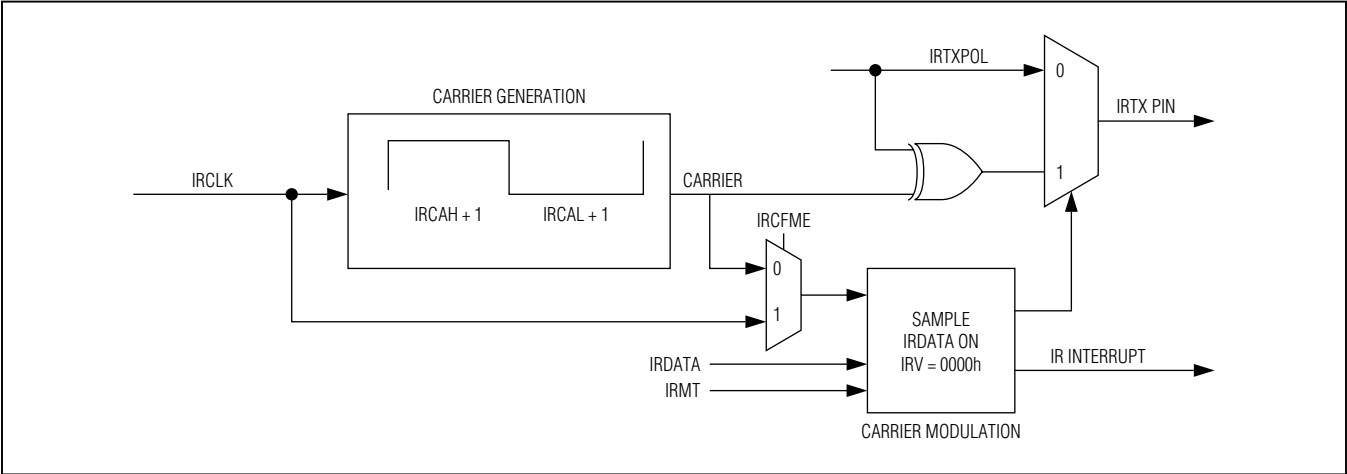 IRTXPOL
0
CARRIER GENERATION
IRTX PIN
1
IRCLK
CARRIER
IRCAH + 1
IRCAL + 1
IRCFME
0
1
SAMPLE
IRDATA ON
IRV = 0000h
IRDATA
IRMT
IR INTERRUPT
CARRIER MODULATION